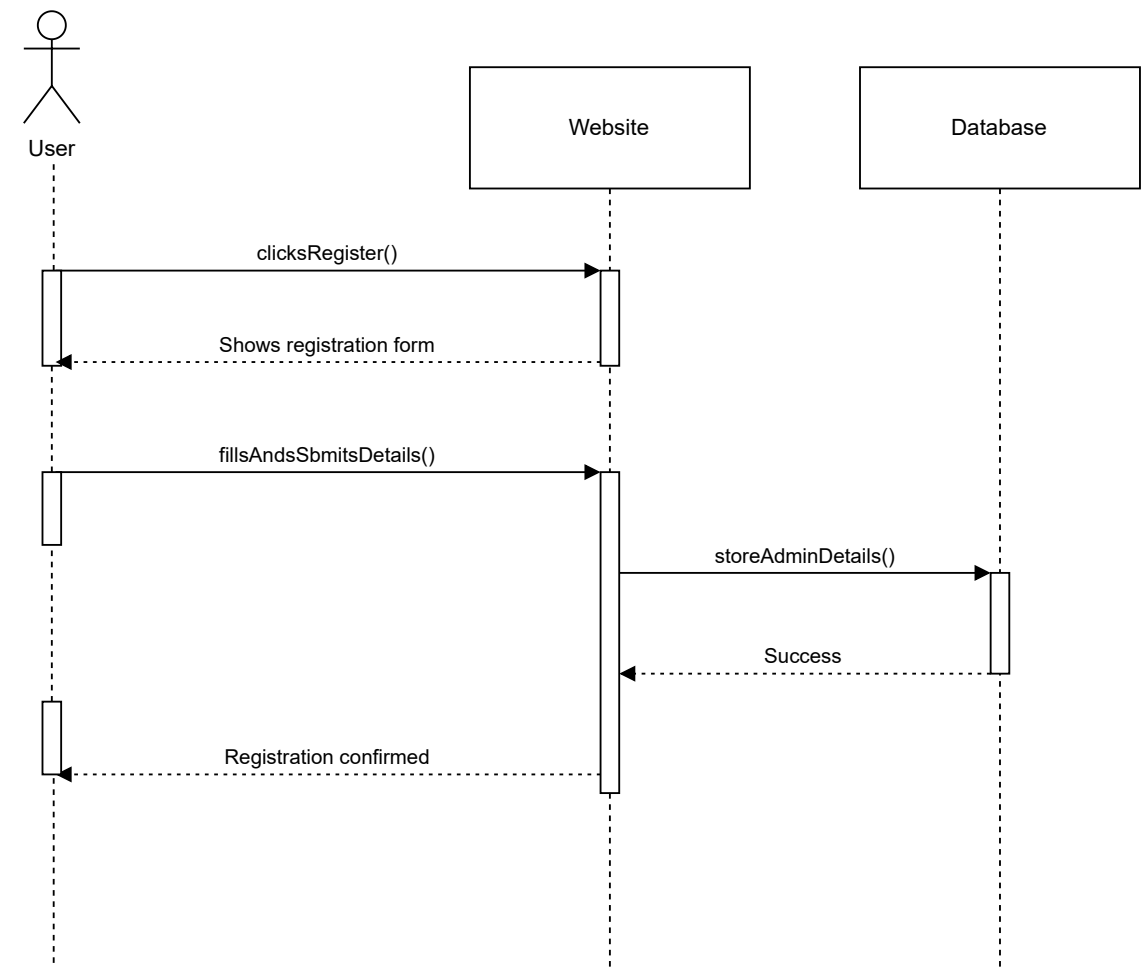 User
Website
Database
clicksRegister()
Shows registration form
fillsAndsSbmitsDetails()
storeAdminDetails()
Success
Registration confirmed